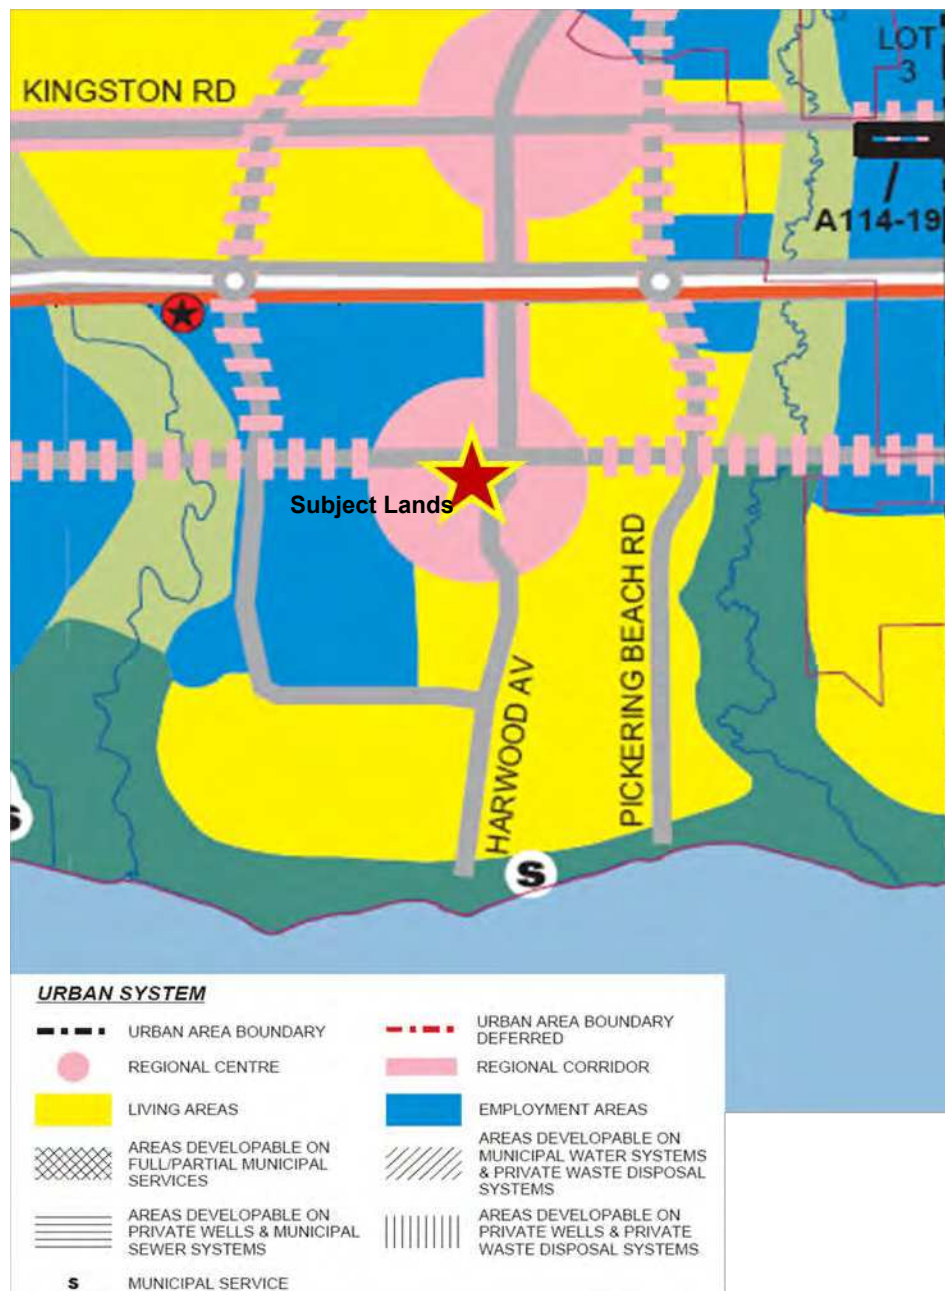 LOT
3
KINGSTON RD
A114-19
Subject Lands
PICKERING BEACH RD
HARWOOD AV
S
S
URBAN SYSTEM
URBAN AREA BOUNDARY
URBAN AREA BOUNDARY
DEFERRED
REGIONAL CENTRE
REGIONAL CORRIDOR
LIVING AREAS
EMPLOYMENT AREAS
AREAS DEVELOPABLE ON
FULL/PARTIAL MUNICIPAL
SERVICES
AREAS DEVELOPABLE ON
MUNICIPAL WATER SYSTEMS
& PRIVATE WASTE DISPOSAL
SYSTEMS
AREAS DEVELOPABLE ON
PRIVATE WELLS & MUNICIPAL
SEWER SYSTEMS
AREAS DEVELOPABLE ON
PRIVATE WELLS & PRIVATE
WASTE DISPOSAL SYSTEMS
S MUNICIPAL SERVICE